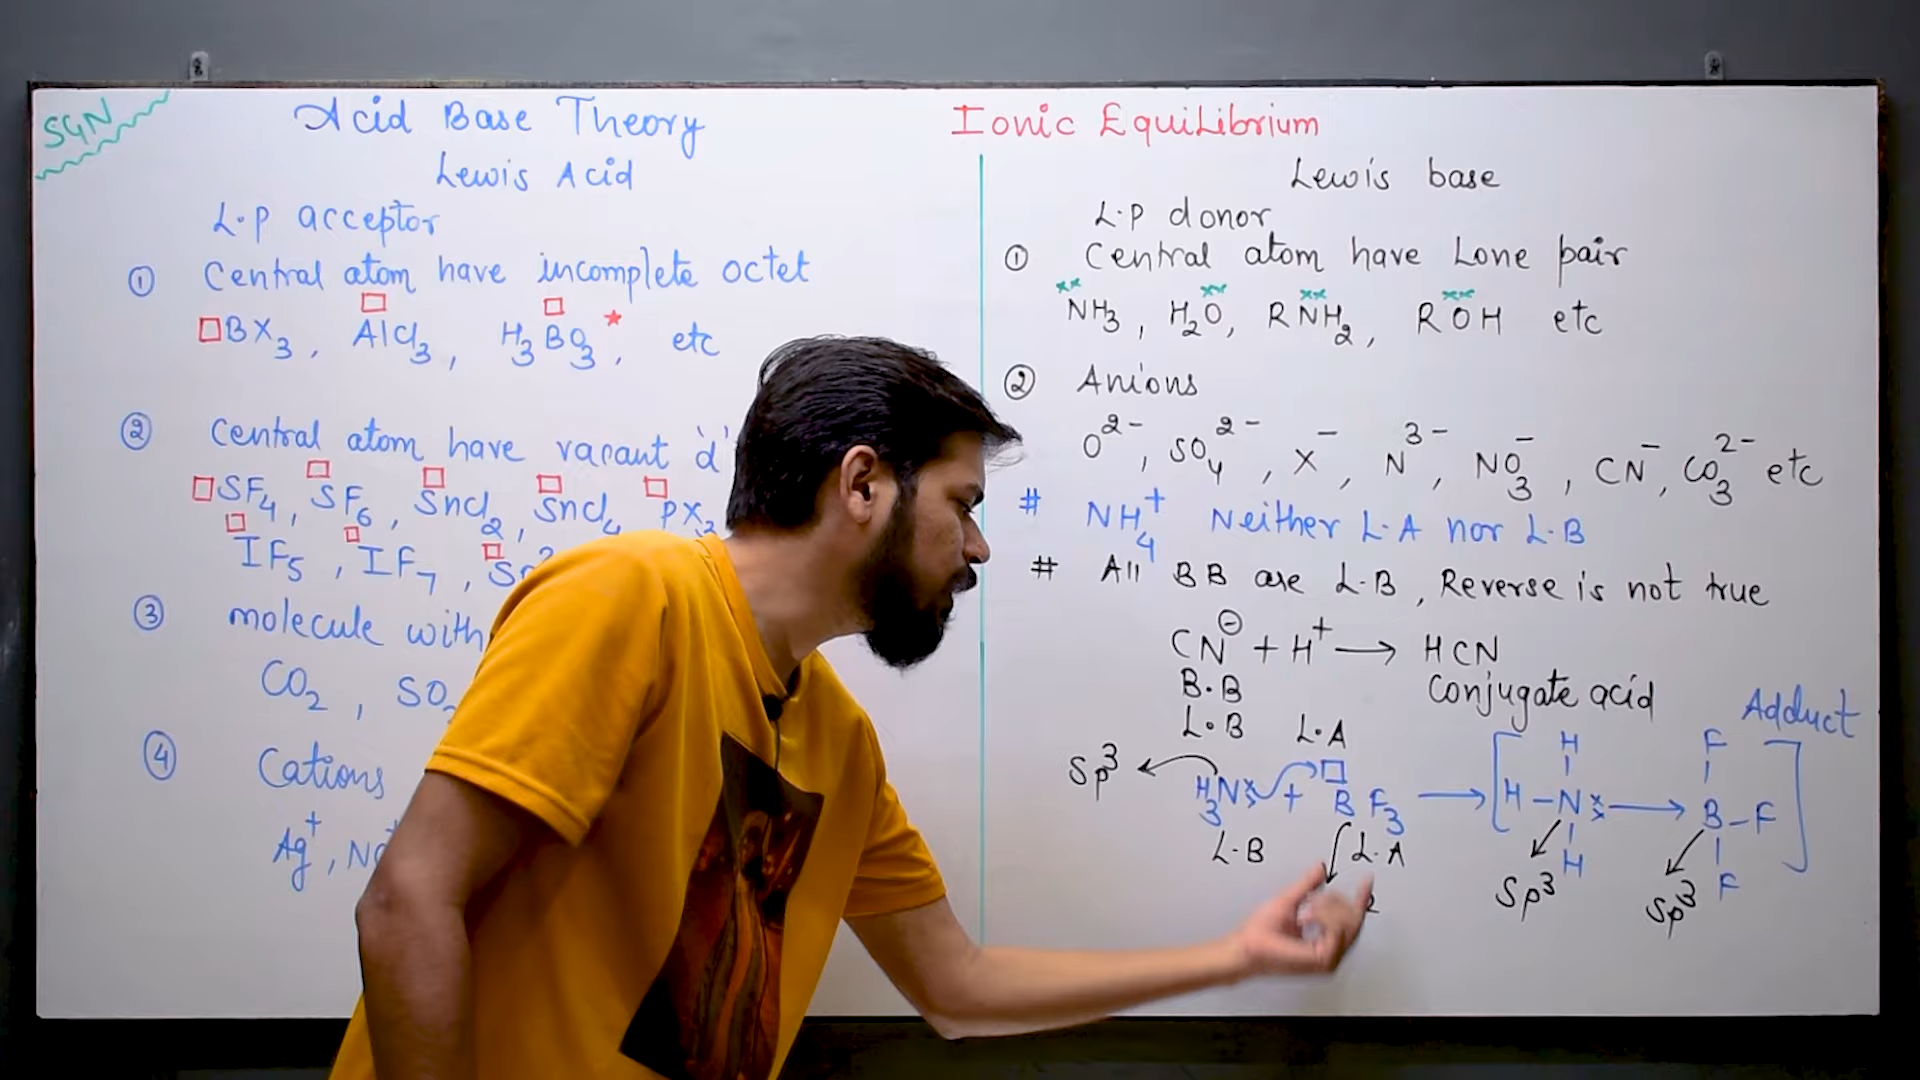 SGN
Acid Base Theory
Ionic Equilibrium
Lewis Acid
L.p acceptor
① Central atom have incomplete octet
BX3, AlCl3, H3BO3*, etc
② Central atom have vacant 'd'
SF4, SF6, SnCl2, SnCl4, PX3
IF5, IF7,
③ molecule with
CO2, SO2
④ Cations
Ag+,
Lewis base
L.P donor
① Central atom have Lone pair
NH3, H2O, RNH2, ROH etc
② Anions
O2-, SO4 2-, X-, N3-, NO3-, CN-, CO3 2- etc
# NH4+ Neither L.A nor L.B
# All BB are L.B, Reverse is not true
CN⊖ + H+ → HCN
B.B Conjugate acid
L.B L.A
Adduct
Sp3 ← H3N + BF3 → [H–N → B–F]
H H F F
L.B L.A
Sp3 Sp3